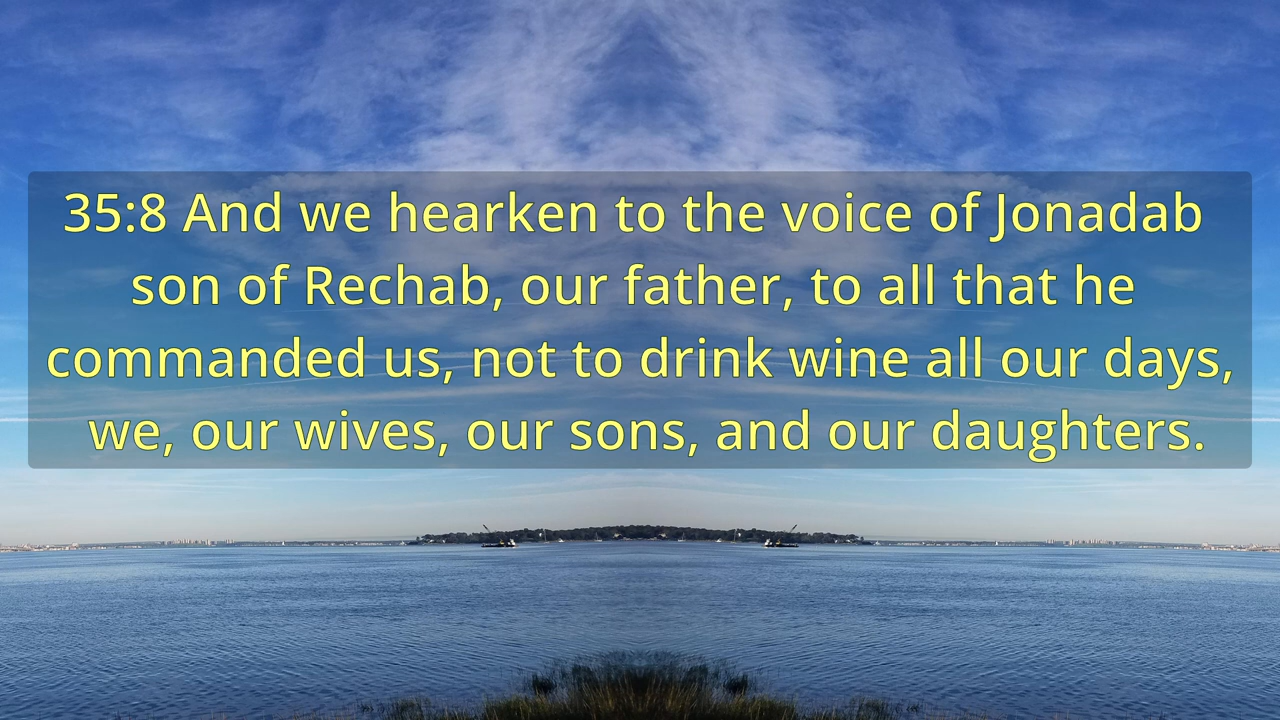 35:8 And we hearken to the voice of Jonadab
son of Rechab, our father, to all that he
commanded us, not to drink wine all our days,
we, our wives, our sons, and our daughters.